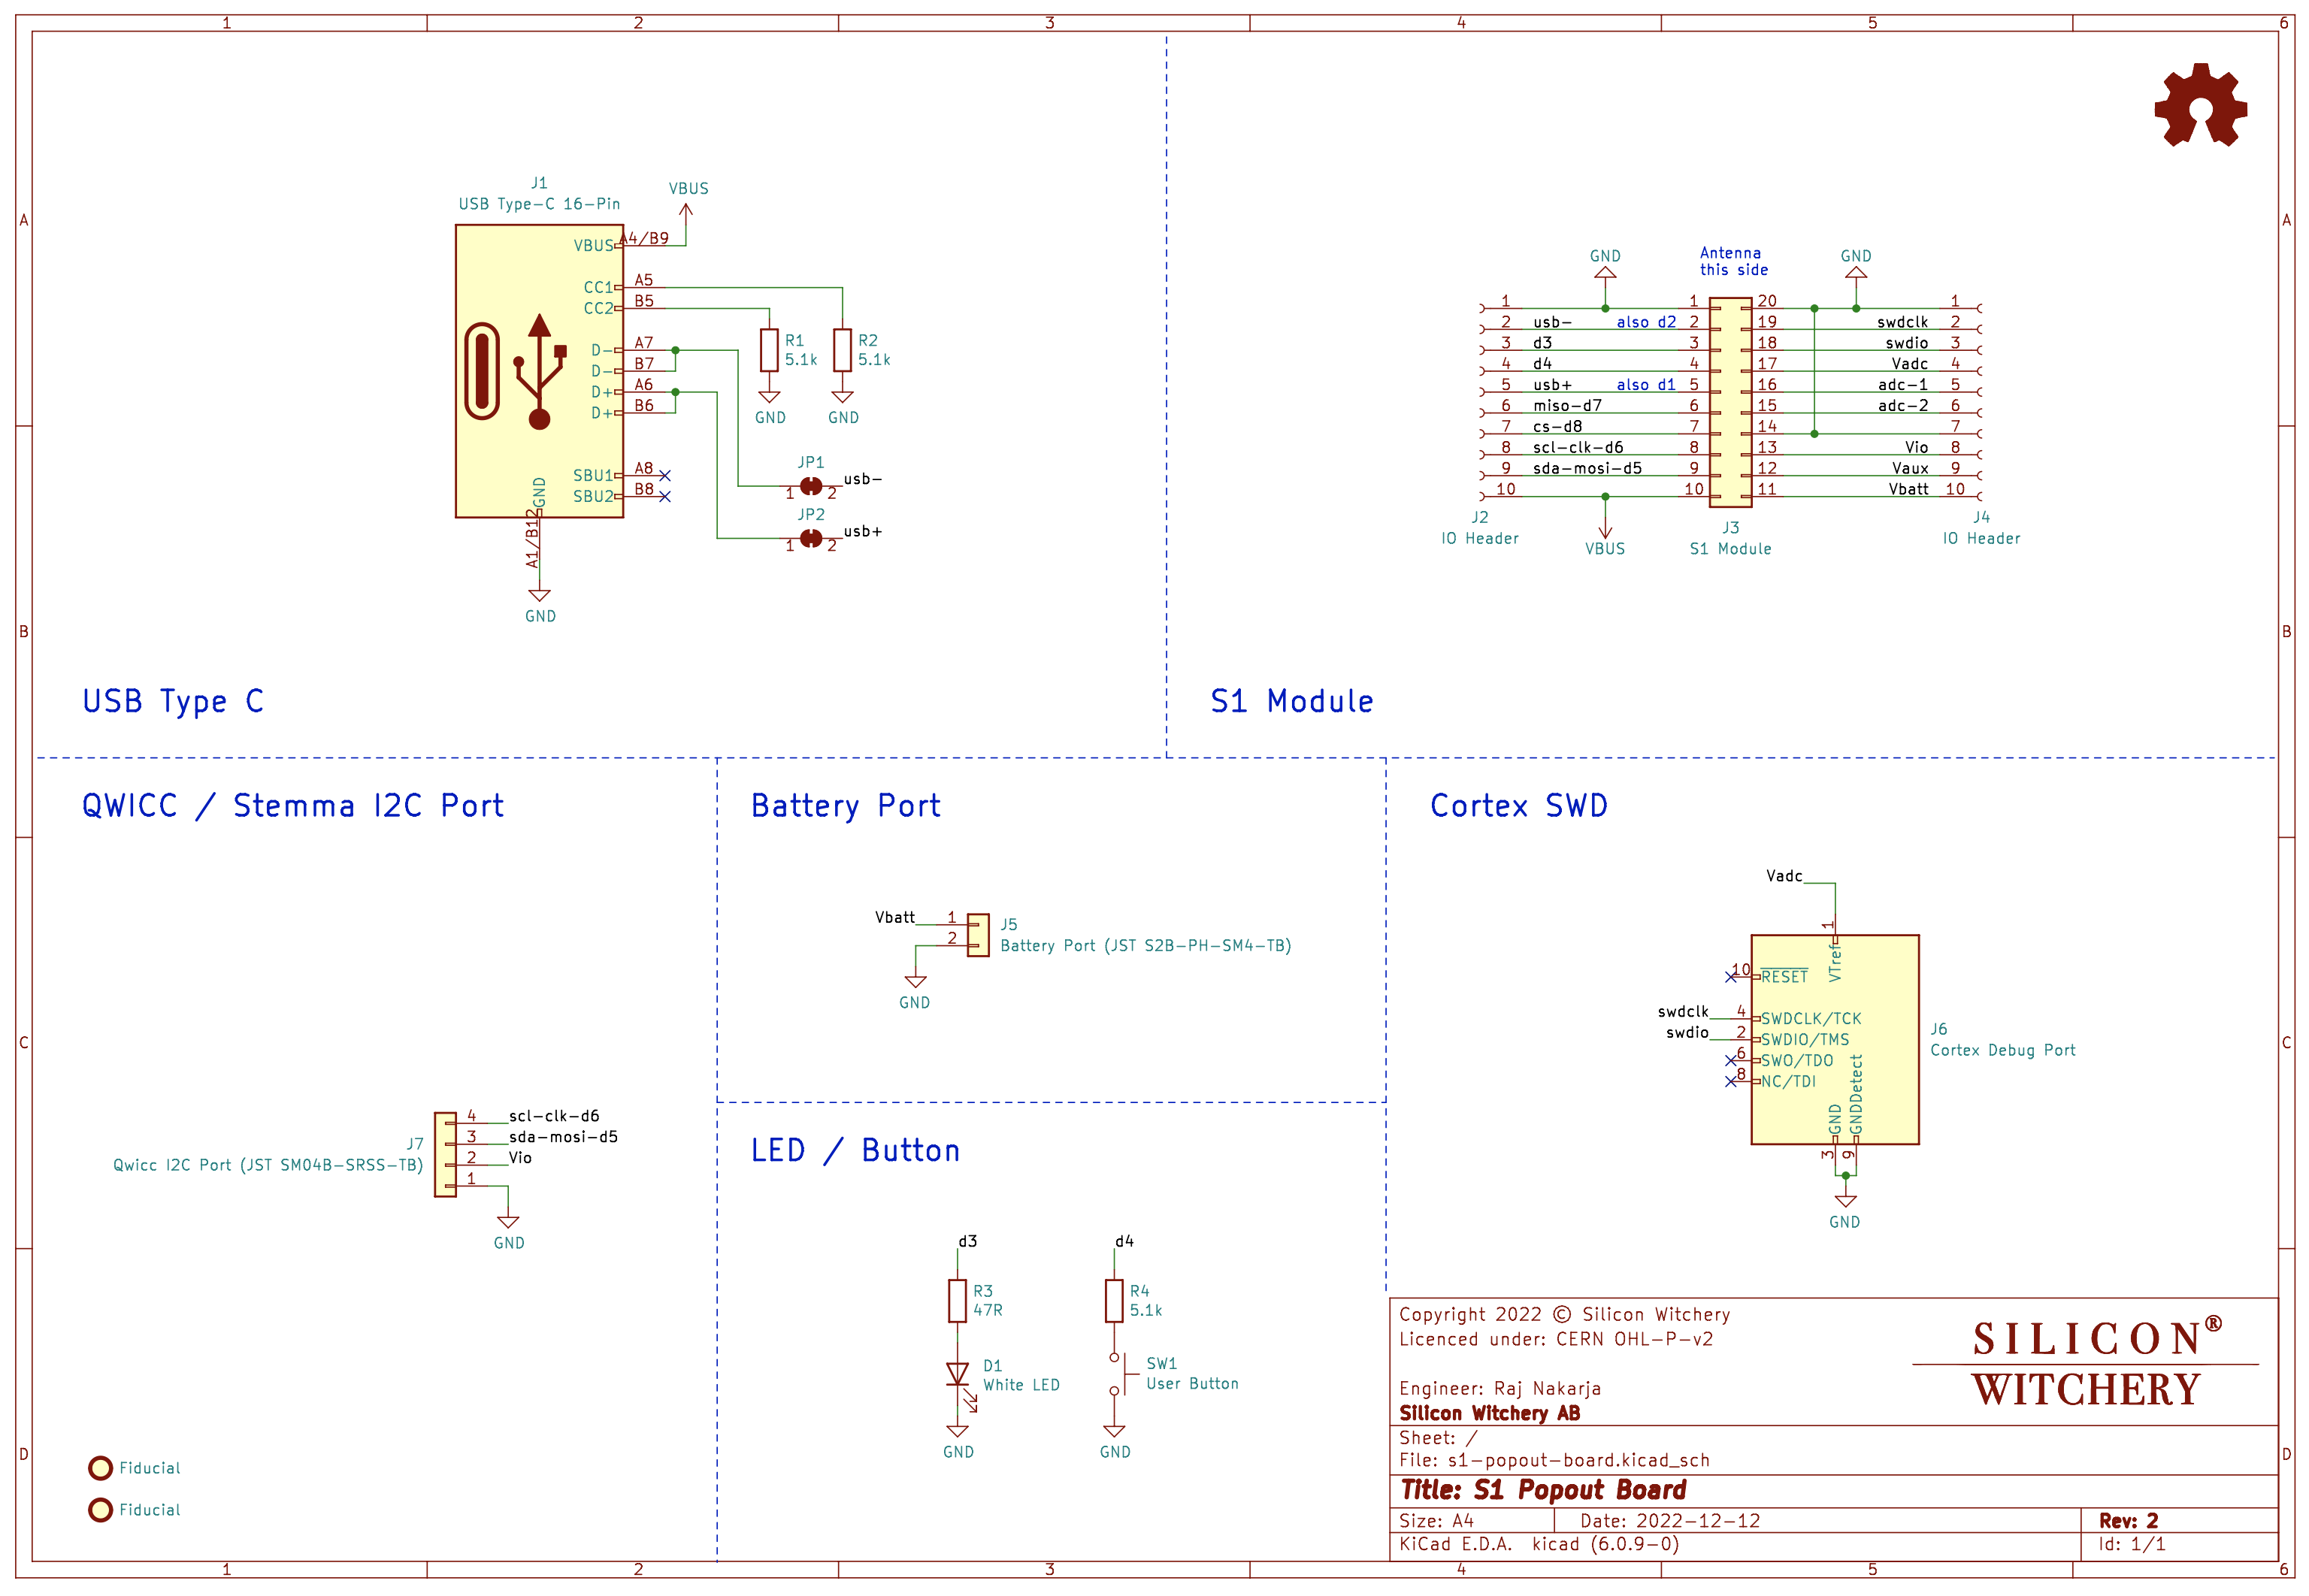 1 2 3 4 5 6
A A
B B
C C
D D
J1
USB Type-C 16-Pin
VBUS
VBUS A4/B9
CC1 A5
CC2 B5
D- A7
D- B7
D+ A6
D+ B6
SBU1 A8
SBU2 B8
GND
A1/B12
GND
R1
5.1k
GND
R2
5.1k
GND
JP1
1 2 usb-
JP2
1 2 usb+
USB Type C
GND
Antenna
this side
GND
1 1 20 1
2 usb- also d2 2 19 swdclk 2
3 d3 3 18 swdio 3
4 d4 4 17 Vadc 4
5 usb+ also d1 5 16 adc-1 5
6 miso-d7 6 15 adc-2 6
7 cs-d8 7 14 7
8 scl-clk-d6 8 13 Vio 8
9 sda-mosi-d5 9 12 Vaux 9
10 10 11 Vbatt 10
J2
IO Header
VBUS
J3
S1 Module
J4
IO Header
S1 Module
QWICC / Stemma I2C Port
J7
Qwicc I2C Port (JST SM04B-SRSS-TB)
4 scl-clk-d6
3 sda-mosi-d5
2 Vio
1
GND
Fiducial
Fiducial
Battery Port
Vbatt 1
2
GND
J5
Battery Port (JST S2B-PH-SM4-TB)
LED / Button
d3
R3
47R
D1
White LED
GND
d4
R4
5.1k
SW1
User Button
GND
Cortex SWD
Vadc
1
VTref
10 RESET
swdclk 4 SWDCLK/TCK
swdio 2 SWDIO/TMS
6 SWO/TDO
8 NC/TDI
GND
GNDDetect
3 9
GND
J6
Cortex Debug Port
Copyright 2022 © Silicon Witchery
Licenced under: CERN OHL-P-v2
SILICON®
WITCHERY
Engineer: Raj Nakarja
Silicon Witchery AB
Sheet: /
File: s1-popout-board.kicad_sch
Title: S1 Popout Board
Size: A4 Date: 2022-12-12 Rev: 2
KiCad E.D.A. kicad (6.0.9-0) Id: 1/1
1 2 3 4 5 6